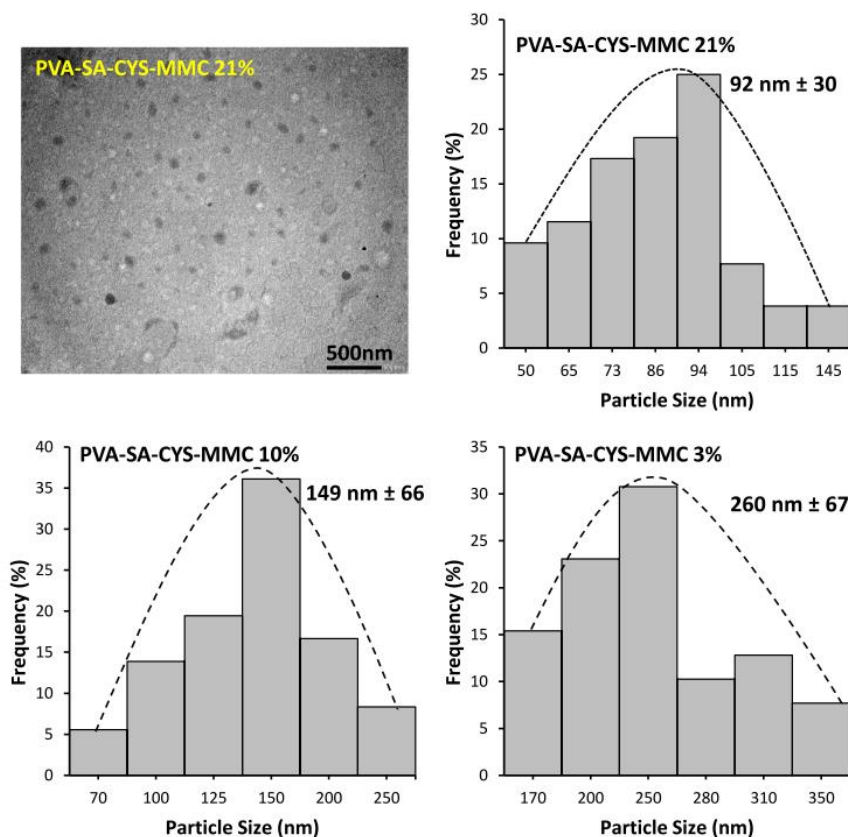 PVA-SA-CYS-MMC 21%
500nm
PVA-SA-CYS-MMC 21%
92 nm ± 30
Frequency (%)
30
25
20
15
10
5
0
50 65 73 86 94 105 115 145
Particle Size (nm)
PVA-SA-CYS-MMC 10%
149 nm ± 66
Frequency (%)
40
35
30
25
20
15
10
5
0
70 100 125 150 200 250
Particle Size (nm)
PVA-SA-CYS-MMC 3%
260 nm ± 67
Frequency (%)
35
30
25
20
15
10
5
0
170 200 250 280 310 350
Particle Size (nm)